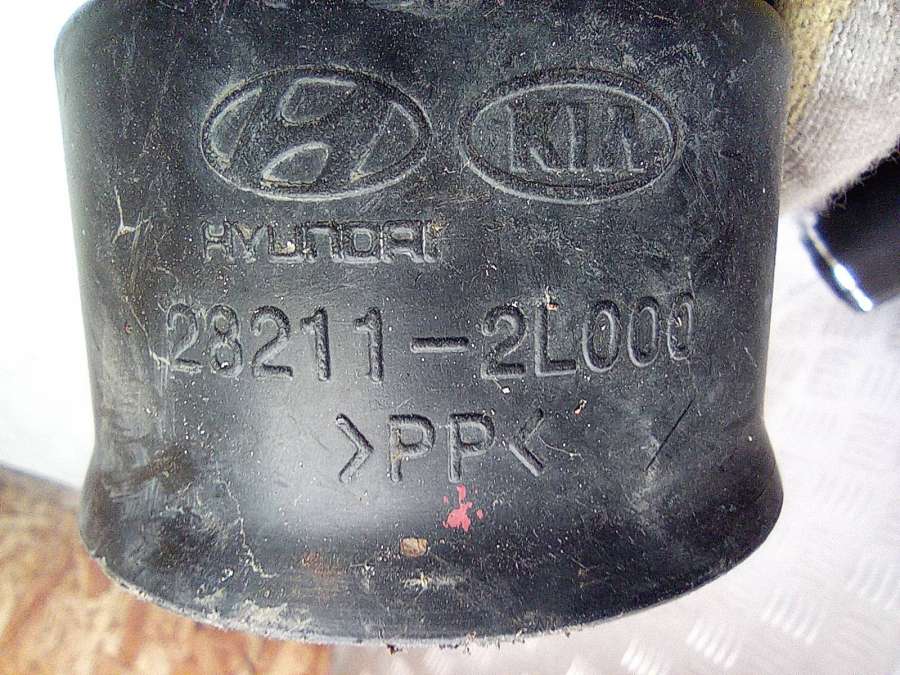 KIA
HYUNDAI
28211-2L000
>PP<